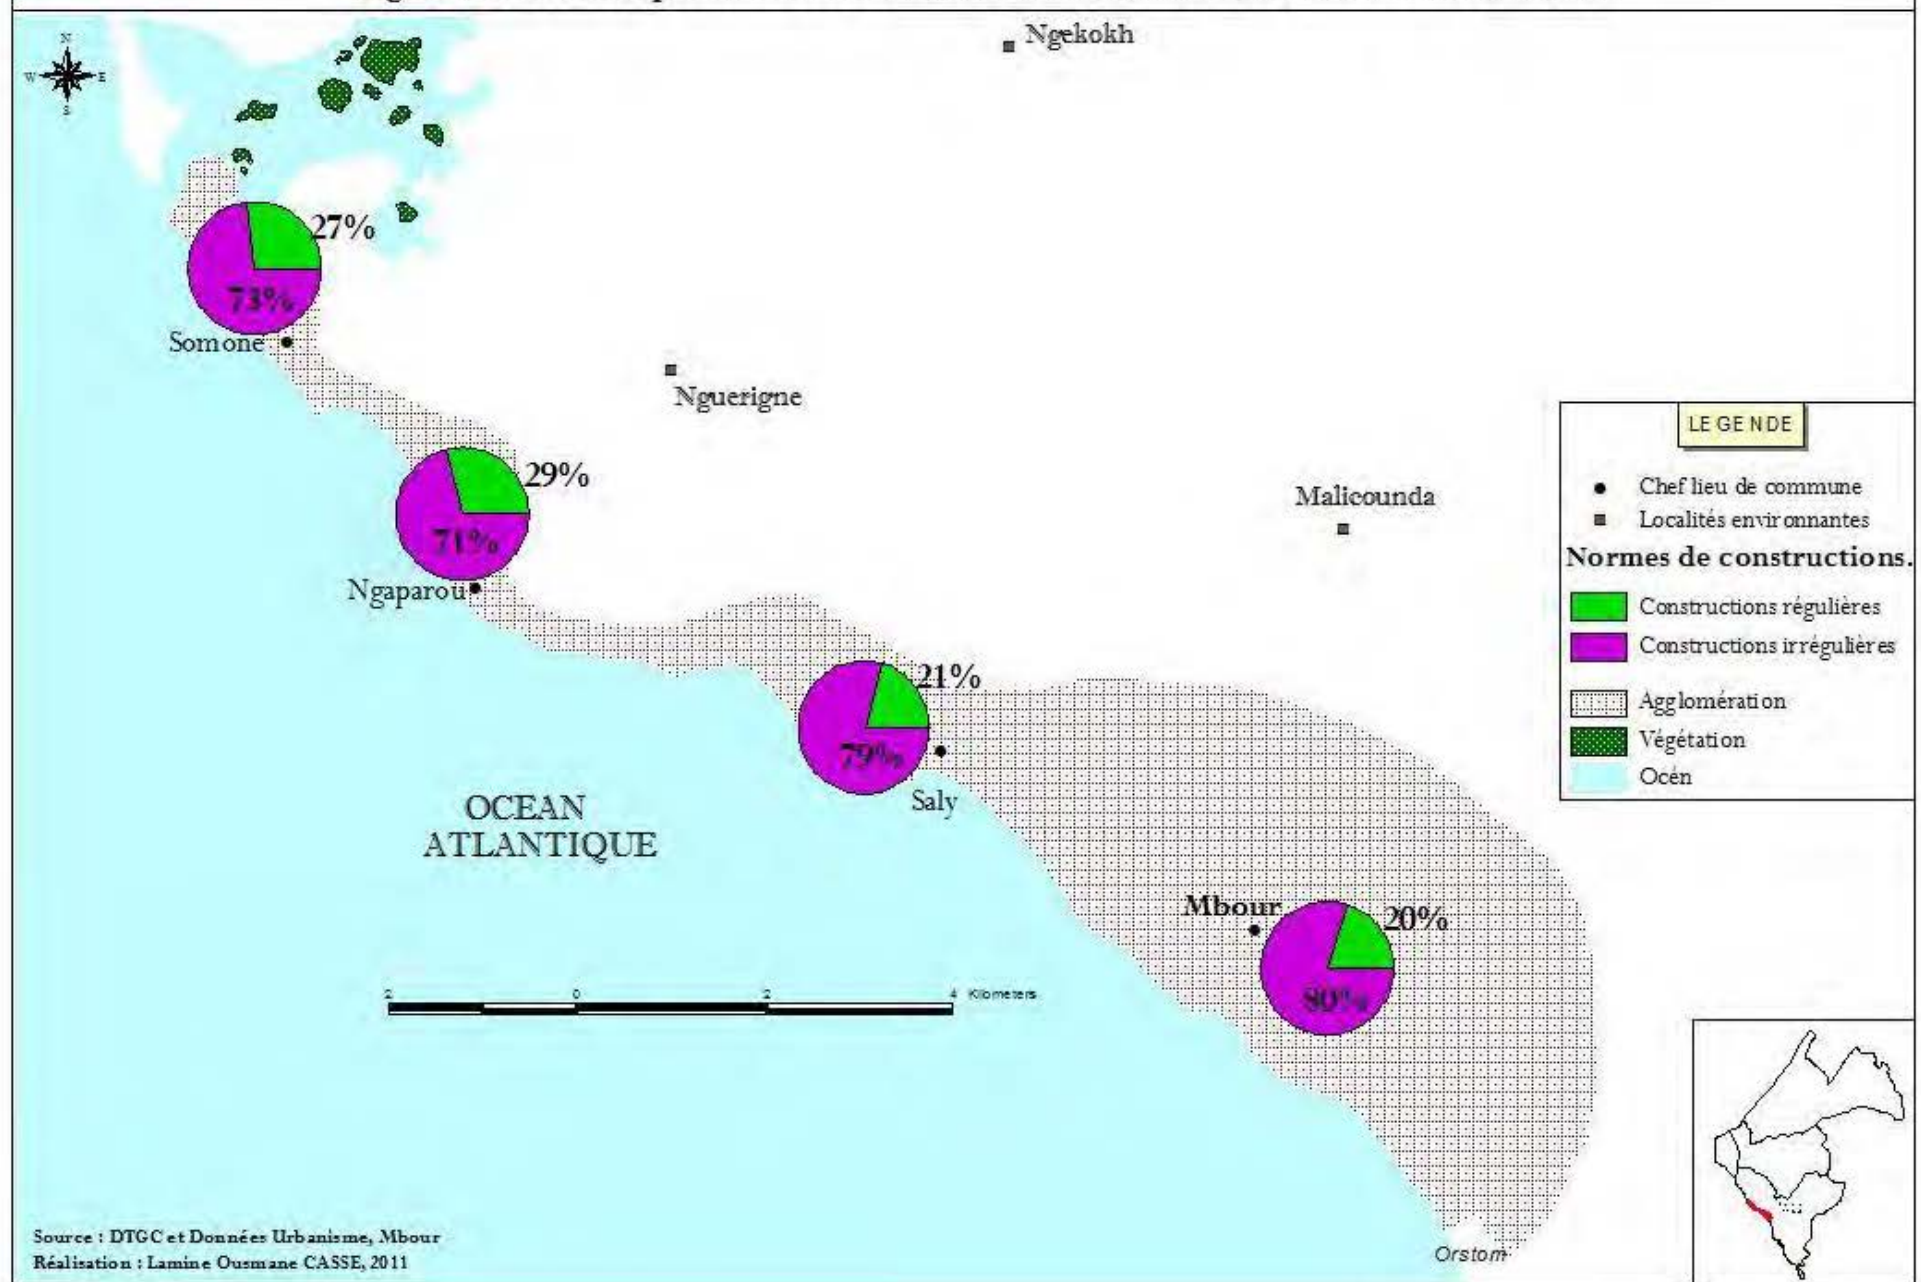 N
W E
S
Ngekokh
27%
73%
Somone
Nguerigne
29%
71%
Ngaparou
Malicounda
LEGENDE
Chef lieu de commune
Localités environnantes
Normes de constructions.
Constructions régulières
Constructions irrégulières
Agglomération
Végétation
Océn
21%
79%
Saly
OCEAN
ATLANTIQUE
Mbour
20%
80%
2 0 2 4 Kilometers
Orstom
Source : DTGC et Données Urbanisme, Mbour
Réalisation : Lamine Ousmane CASSE, 2011